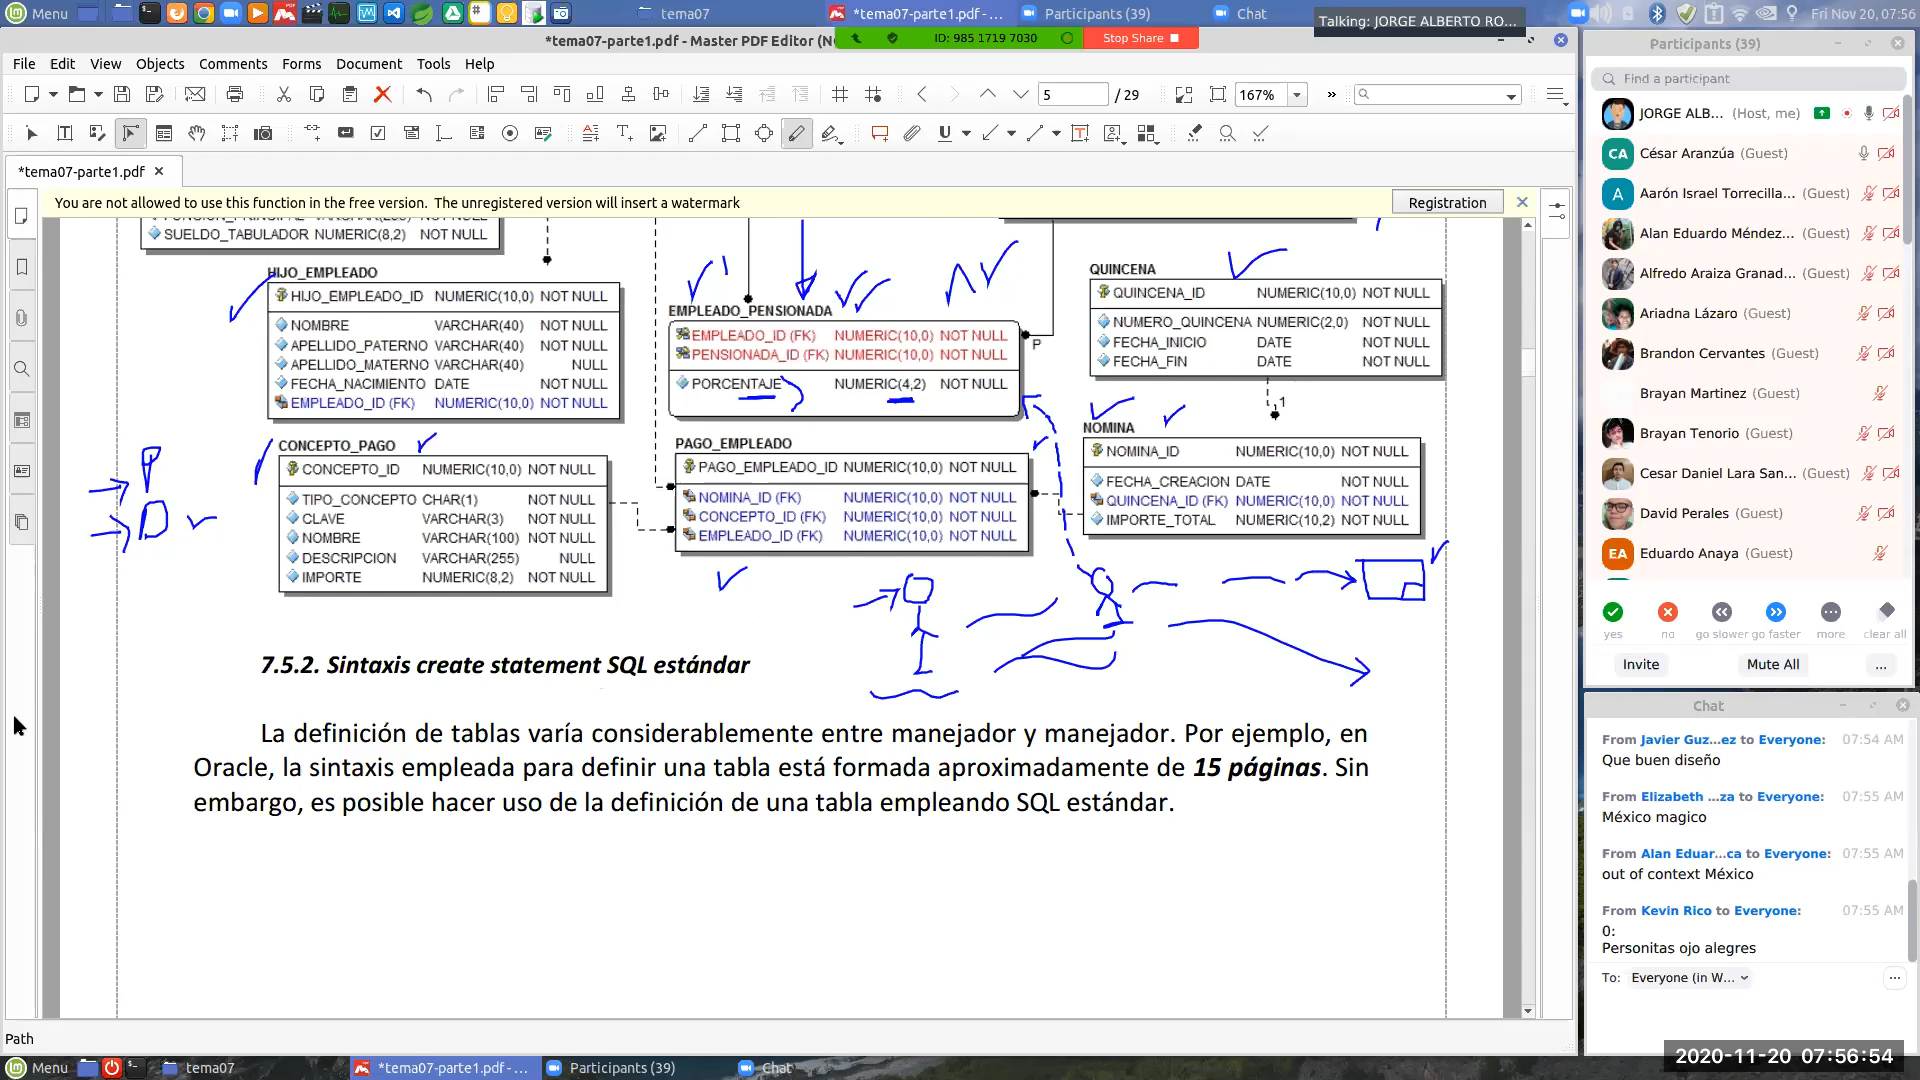 Menu
tema07
*tema07-parte1.pdf - ...
Participants (39)
Chat
Talking: JORGE ALBERTO RO...
Fri Nov 20, 07:56
*tema07-parte1.pdf - Master PDF Editor (N
ID: 985 1719 7030
Stop Share
File Edit View Objects Comments Forms Document Tools Help
5 / 29
167%
*tema07-parte1.pdf
You are not allowed to use this function in the free version. The unregistered version will insert a watermark
Registration
SUELDO_TABULADOR NUMERIC(8,2) NOT NULL
HIJO_EMPLEADO
HIJO_EMPLEADO_ID NUMERIC(10,0) NOT NULL
NOMBRE VARCHAR(40) NOT NULL
APELLIDO_PATERNO VARCHAR(40) NOT NULL
APELLIDO_MATERNO VARCHAR(40) NULL
FECHA_NACIMIENTO DATE NOT NULL
EMPLEADO_ID (FK) NUMERIC(10,0) NOT NULL
EMPLEADO_PENSIONADA
EMPLEADO_ID (FK) NUMERIC(10,0) NOT NULL
PENSIONADA_ID (FK) NUMERIC(10,0) NOT NULL
PORCENTAJE NUMERIC(4,2) NOT NULL
P
QUINCENA
QUINCENA_ID NUMERIC(10,0) NOT NULL
NUMERO_QUINCENA NUMERIC(2,0) NOT NULL
FECHA_INICIO DATE NOT NULL
FECHA_FIN DATE NOT NULL
1
CONCEPTO_PAGO
CONCEPTO_ID NUMERIC(10,0) NOT NULL
TIPO_CONCEPTO CHAR(1) NOT NULL
CLAVE VARCHAR(3) NOT NULL
NOMBRE VARCHAR(100) NOT NULL
DESCRIPCION VARCHAR(255) NULL
IMPORTE NUMERIC(8,2) NOT NULL
P
D
PAGO_EMPLEADO
PAGO_EMPLEADO_ID NUMERIC(10,0) NOT NULL
NOMINA_ID (FK) NUMERIC(10,0) NOT NULL
CONCEPTO_ID (FK) NUMERIC(10,0) NOT NULL
EMPLEADO_ID (FK) NUMERIC(10,0) NOT NULL
NOMINA
NOMINA_ID NUMERIC(10,0) NOT NULL
FECHA_CREACION DATE NOT NULL
QUINCENA_ID (FK) NUMERIC(10,0) NOT NULL
IMPORTE_TOTAL NUMERIC(10,2) NOT NULL
7.5.2. Sintaxis create statement SQL estándar
La definición de tablas varía considerablemente entre manejador y manejador. Por ejemplo, en
Oracle, la sintaxis empleada para definir una tabla está formada aproximadamente de 15 páginas. Sin
embargo, es posible hacer uso de la definición de una tabla empleando SQL estándar.
Path
Participants (39)
Find a participant
JORGE ALB... (Host, me)
CA César Aranzúa (Guest)
A Aarón Israel Torrecilla... (Guest)
Alan Eduardo Méndez... (Guest)
Alfredo Araiza Granad... (Guest)
Ariadna Lázaro (Guest)
Brandon Cervantes (Guest)
Brayan Martinez (Guest)
Brayan Tenorio (Guest)
Cesar Daniel Lara San... (Guest)
David Perales (Guest)
EA Eduardo Anaya (Guest)
yes no go slower go faster more clear all
Invite Mute All ...
Chat
From Javier Guz...ez to Everyone: 07:54 AM
Que buen diseño
From Elizabeth ...za to Everyone: 07:55 AM
México magico
From Alan Eduar...ca to Everyone: 07:55 AM
out of context México
From Kevin Rico to Everyone: 07:55 AM
0:
Personitas ojo alegres
To: Everyone (in W...
Menu
tema07
*tema07-parte1.pdf - ...
Participants (39)
Chat
2020-11-20 07:56:54